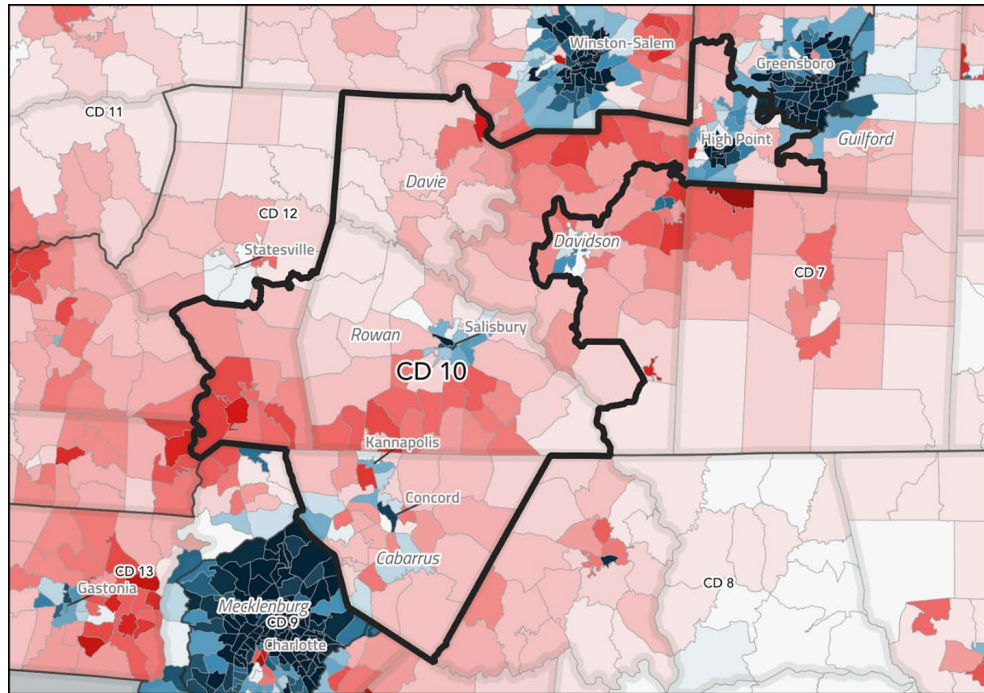 Winston-Salem
Greensboro
CD 11
High Point
Guilford
Davie
CD 12
Statesville
Davidson
CD 7
Rowan
Salisbury
CD 10
Kannapolis
Concord
Cabarrus
CD 13
Gastonia
CD 8
Mecklenburg
CD 9
Charlotte